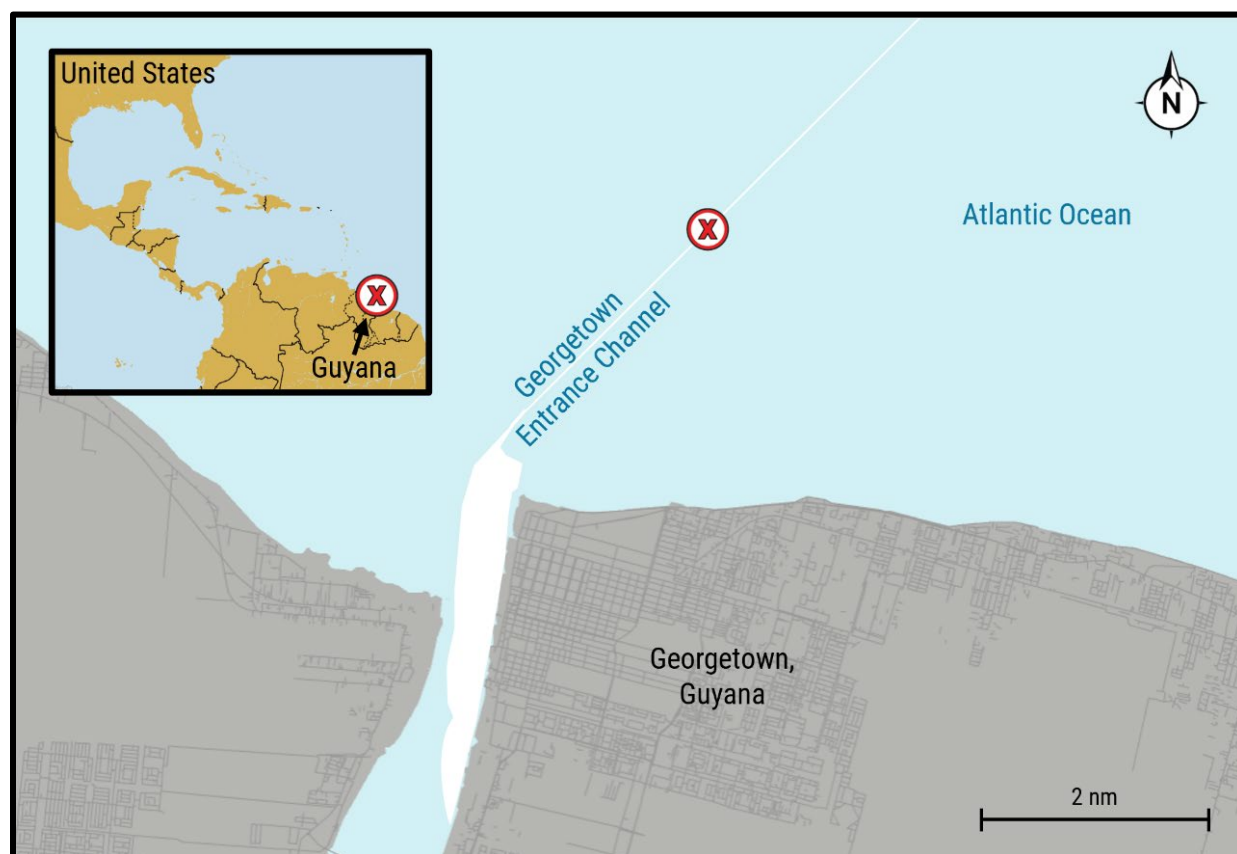 United States
X
Guyana
N
Atlantic Ocean
X
Georgetown
Entrance Channel
Georgetown,
Guyana
2 nm